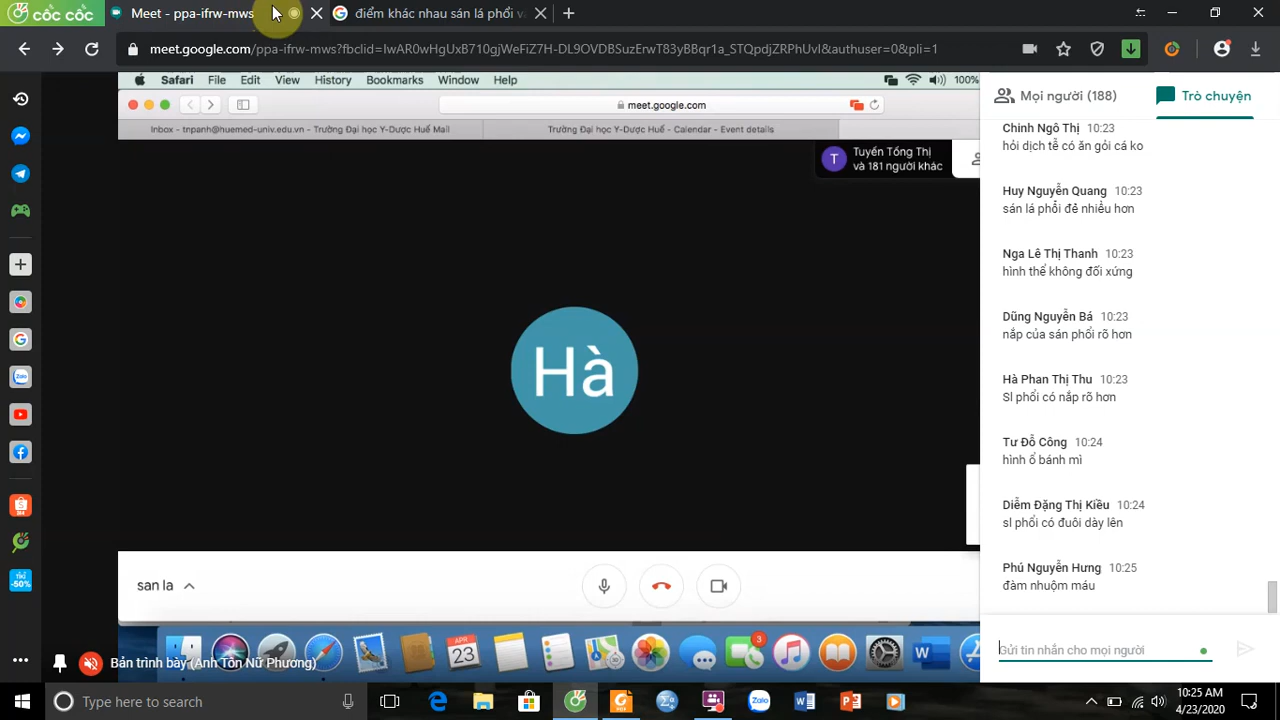 cốc cốc
Meet - ppa-ifrw-mws
điểm khác nhau sán lá phổi và
meet.google.com/ppa-ifrw-mws?fbclid=IwAR0wHgUxB710gjWeFiZ7H-DL9OVDBSuzErwT83yBBqr1a_STQpdjZRPhUvI&authuser=0&pli=1
Safari File Edit View History Bookmarks Window Help
100%
meet.google.com
Inbox - tnpanh@huemed-univ.edu.vn - Trường Đại học Y-Dược Huế Mail
Trường Đại học Y-Dược Huế - Calendar - Event details
T
Tuyến Tống Thị
và 181 người khác
Hà
san la
APR
23
3
W
Bản trình bày (Anh Tôn Nữ Phương)
Mọi người (188)
Trò chuyện
Chinh Ngô Thị 10:23
hỏi dịch tễ có ăn gỏi cá ko
Huy Nguyễn Quang 10:23
sán lá phổi đẻ nhiều hơn
Nga Lê Thị Thanh 10:23
hình thể không đối xứng
Dũng Nguyễn Bá 10:23
nắp của sán phổi rõ hơn
Hà Phan Thị Thu 10:23
Sl phổi có nắp rõ hơn
Tư Đỗ Công 10:24
hình ổ bánh mì
Diễm Đặng Thị Kiều 10:24
sl phổi có đuôi dày lên
Phú Nguyễn Hưng 10:25
đàm nhuộm máu
Gửi tin nhắn cho mọi người
Zalo
TIKI
-50%
Type here to search
Zalo
10:25 AM
4/23/2020